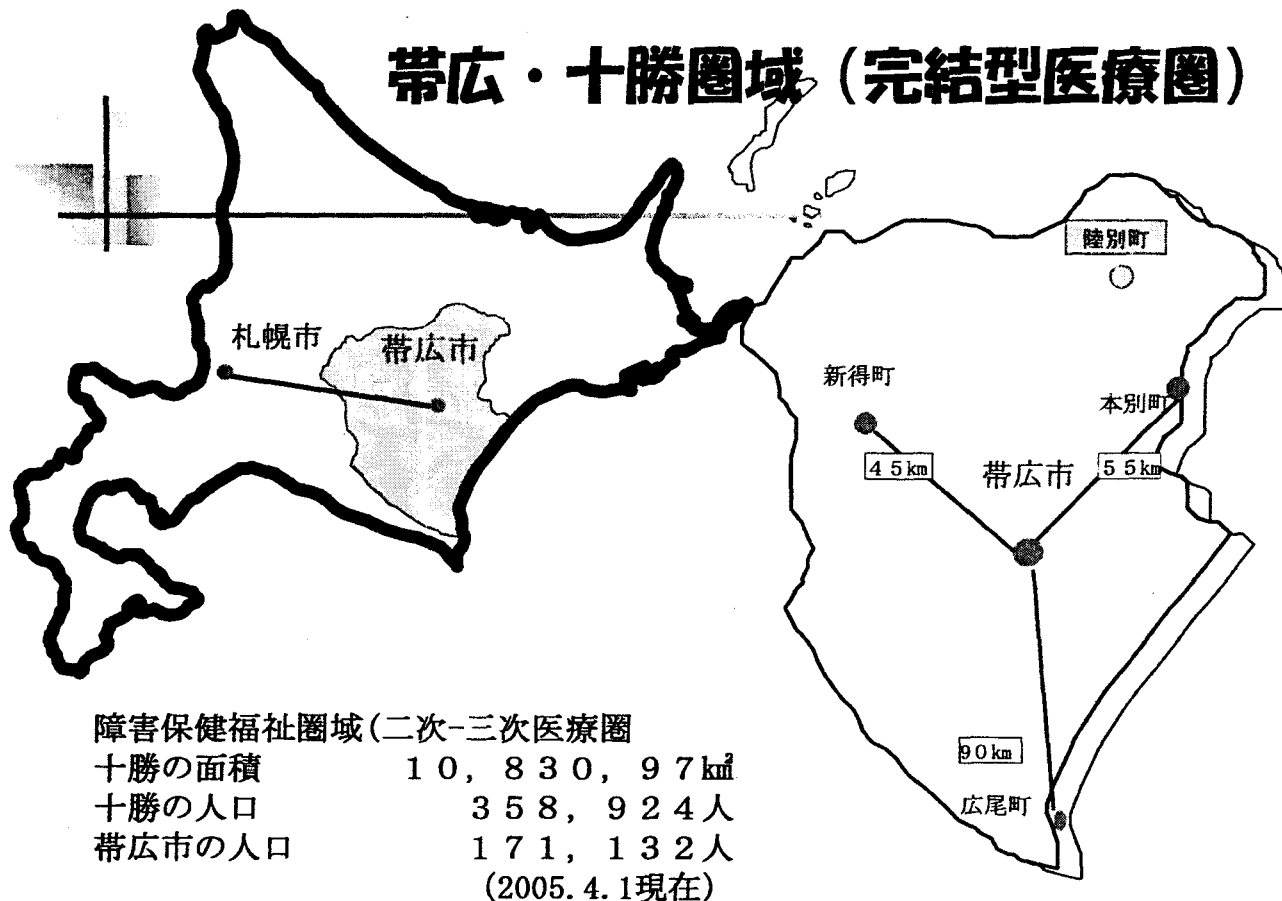 帯広・十勝圏域（完結型医療圏）
札幌市
帯広市
陸別町
新得町
本別町
45km
帯広市
55km
90km
広尾町
障害保健福祉圏域(二次-三次医療圏
十勝の面積 10，830，97㎢
十勝の人口 358，924人
帯広市の人口 171，132人
(2005.4.1現在)